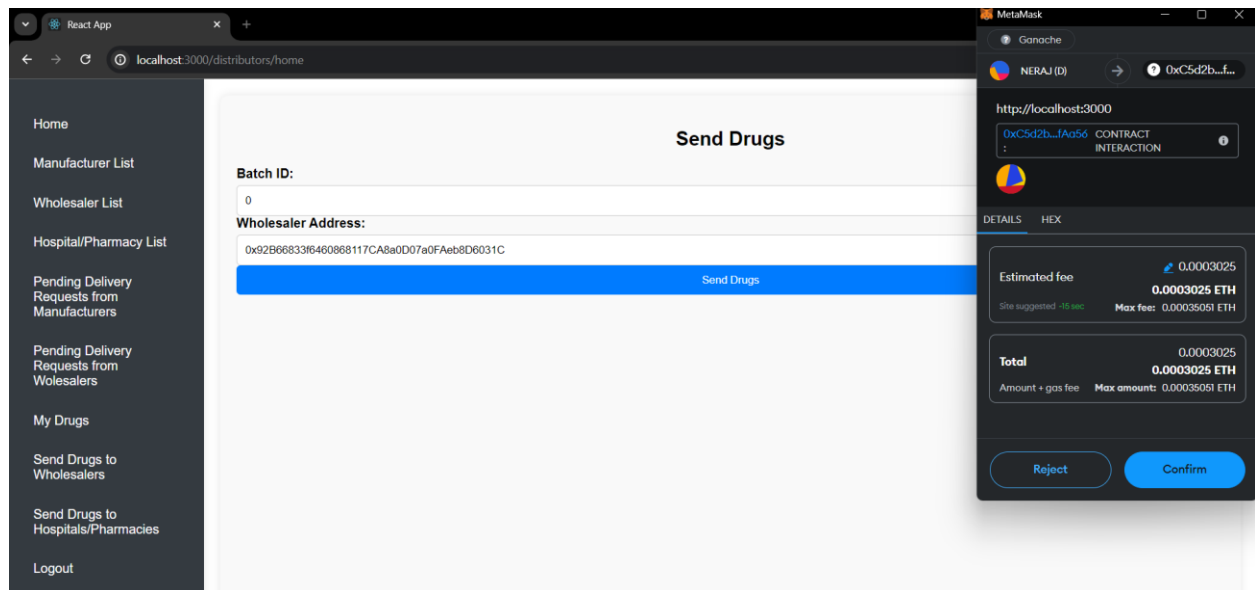 React App
localhost:3000/distributors/home
Home
Manufacturer List
Wholesaler List
Hospital/Pharmacy List
Pending Delivery
Requests from
Manufacturers
Pending Delivery
Requests from
Wolesalers
My Drugs
Send Drugs to
Wholesalers
Send Drugs to
Hospitals/Pharmacies
Logout
Send Drugs
Batch ID:
0
Wholesaler Address:
0x92B66833f6460868117CA8a0D07a0FAeb8D6031C
Send Drugs
MetaMask
Ganache
NERAJ (D)
0xC5d2b...f...
http://localhost:3000
0xC5d2b...fAa56 CONTRACT
: INTERACTION
DETAILS HEX
Estimated fee 0.0003025
0.0003025 ETH
Site suggested ~15 sec Max fee: 0.00035051 ETH
Total 0.0003025
0.0003025 ETH
Amount + gas fee Max amount: 0.00035051 ETH
Reject Confirm